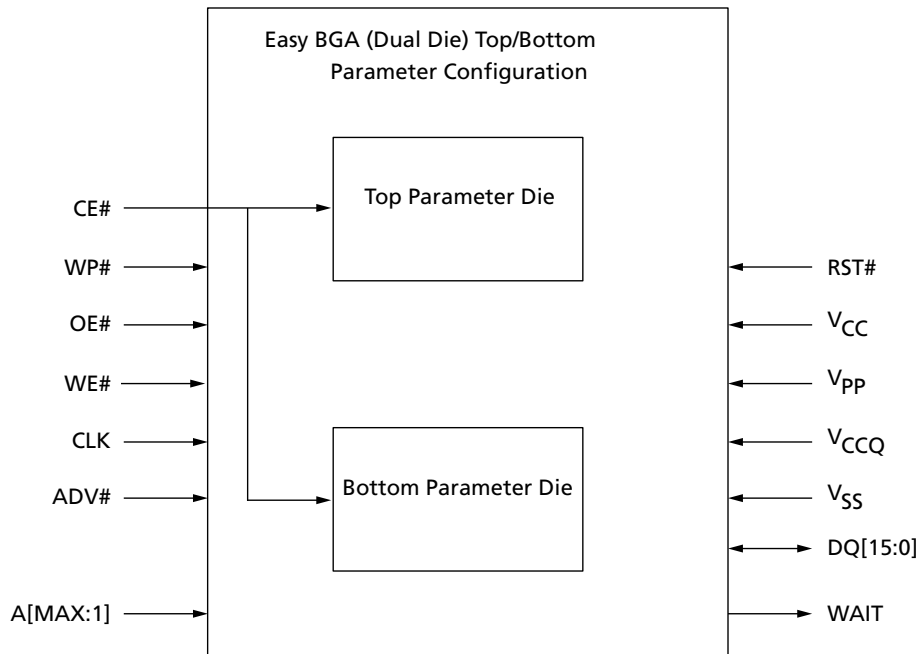 Easy BGA (Dual Die) Top/Bottom
Parameter Configuration
Top Parameter Die
CE#
WP#
RST#
OE#
VCC
WE#
VPP
CLK
VCCQ
Bottom Parameter Die
ADV#
VSS
DQ[15:0]
A[MAX:1]
WAIT